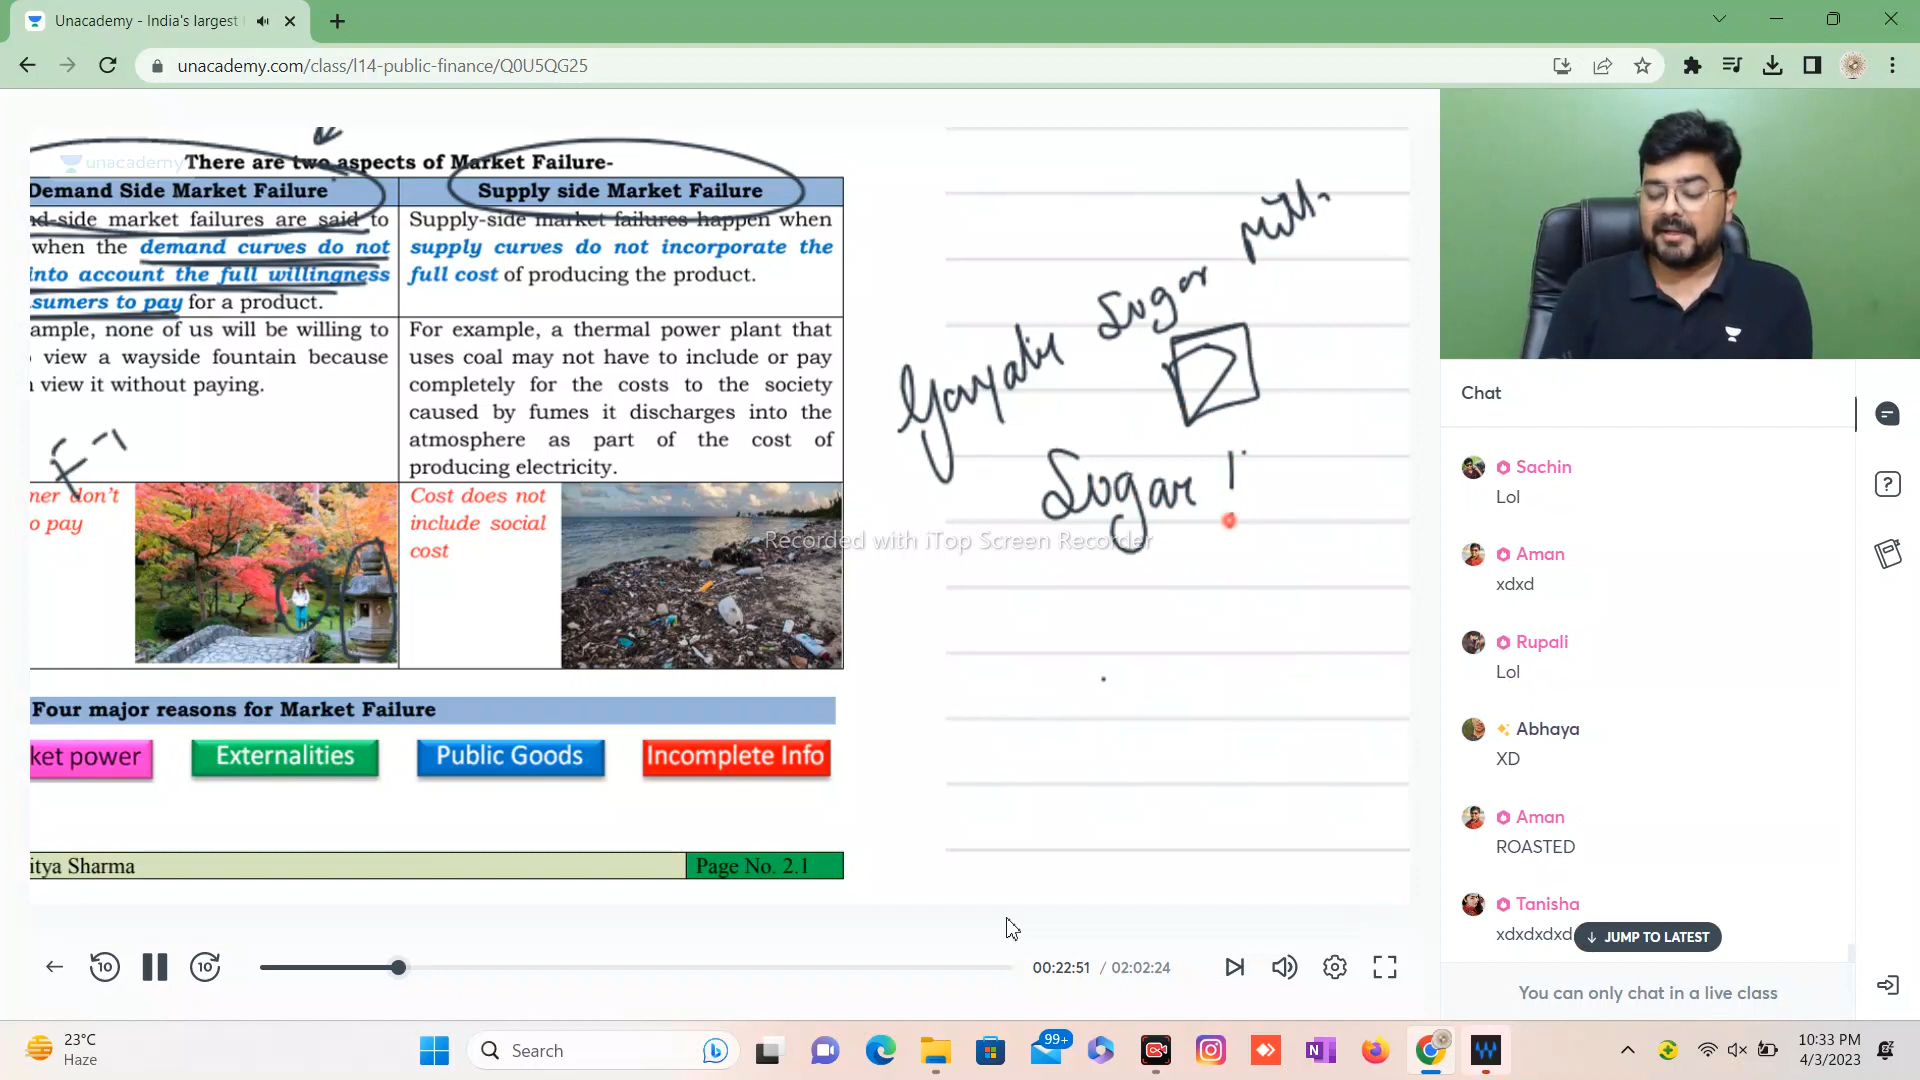 Unacademy - India's largest
unacademy.com/class/l14-public-finance/Q0U5QG25
unacademy
There are two aspects of Market Failure-
Demand Side Market Failure
Supply side Market Failure
nd-side market failures are said to
when the demand curves do not
into account the full willingness
sumers to pay for a product.
Supply-side market failures happen when
supply curves do not incorporate the
full cost of producing the product.
ample, none of us will be willing to
view a wayside fountain because
view it without paying.
For example, a thermal power plant that
uses coal may not have to include or pay
completely for the costs to the society
caused by fumes it discharges into the
atmosphere as part of the cost of
producing electricity.
ner don't
o pay
Cost does not
include social
cost
Sugar mill
Sugar !
Recorded with iTop Screen Recorder
Four major reasons for Market Failure
ket power
Externalities
Public Goods
Incomplete Info
itya Sharma
Page No. 2.1
10
10
00:22:51 / 02:02:24
Chat
Sachin
Lol
Aman
xdxd
Rupali
Lol
Abhaya
XD
Aman
ROASTED
Tanisha
xdxdxdxd
JUMP TO LATEST
You can only chat in a live class
23°C
Haze
Search
99+
10:33 PM
4/3/2023